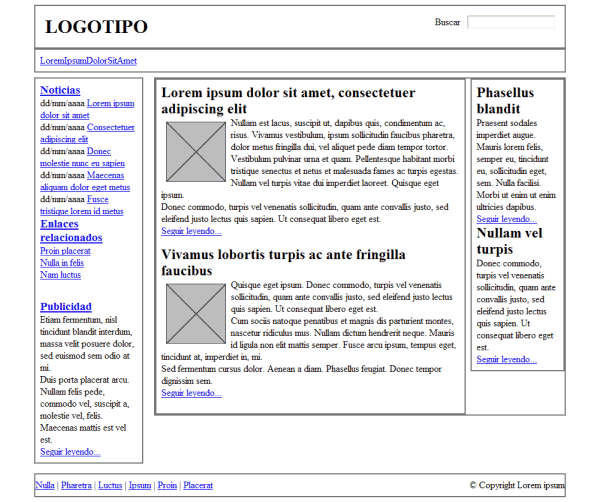 LOGOTIPO
Buscar
LoremIpsumDolorSitAmet
Noticias
dd/mm/aaaa Lorem ipsum
dolor sit amet
dd/mm/aaaa Consectetuer
adipiscing elit
dd/mm/aaaa Donec
molestie nunc eu sapien
dd/mm/aaaa Maecenas
aliquam dolor eget metus
dd/mm/aaaa Fusce
tristique lorem id metus
Enlaces
relacionados
Proin placerat
Nulla in felis
Nam luctus
Publicidad
Etiam fermentum, nisl
tincidunt blandit interdum,
massa velit posuere dolor,
sed euismod sem odio at
mi.
Duis porta placerat arcu.
Nullam felis pede,
commodo vel, suscipit a,
molestie vel, felis.
Maecenas mattis est vel
est.
Seguir leyendo...
Lorem ipsum dolor sit amet, consectetuer
adipiscing elit
Nullam est lacus, suscipit ut, dapibus quis, condimentum ac,
risus. Vivamus vestibulum, ipsum sollicitudin faucibus pharetra,
dolor metus fringilla dui, vel aliquet pede diam tempor tortor.
Vestibulum pulvinar urna et quam. Pellentesque habitant morbi
tristique senectus et netus et malesuada fames ac turpis egestas.
Nullam vel turpis vitae dui imperdiet laoreet. Quisque eget
ipsum.
Donec commodo, turpis vel venenatis sollicitudin, quam ante convallis justo, sed
eleifend justo lectus quis sapien. Ut consequat libero eget est.
Seguir leyendo...
Vivamus lobortis turpis ac ante fringilla
faucibus
Quisque eget ipsum. Donec commodo, turpis vel venenatis
sollicitudin, quam ante convallis justo, sed eleifend justo lectus
quis sapien. Ut consequat libero eget est.
Cum sociis natoque penatibus et magnis dis parturient montes,
nascetur ridiculus mus. Nullam dictum hendrerit neque. Mauris
id ligula non elit mattis semper. Fusce arcu ipsum, tempus eget,
tincidunt at, imperdiet in, mi.
Sed fermentum cursus dolor. Aenean a diam. Phasellus feugiat. Donec tempor
dignissim sem.
Seguir leyendo...
Phasellus
blandit
Praesent sodales
imperdiet augue.
Mauris lorem felis,
semper eu, tincidunt
eu, sollicitudin eget,
sem. Nulla facilisi.
Morbi ut enim ut enim
ultricies dapibus.
Seguir leyendo...
Nullam vel
turpis
Donec commodo,
turpis vel venenatis
sollicitudin, quam ante
convallis justo, sed
eleifend justo lectus
quis sapien. Ut
consequat libero eget
est.
Seguir leyendo...
Nulla | Pharetra | Luctus | Ipsum | Proin | Placerat
© Copyright Lorem ipsum